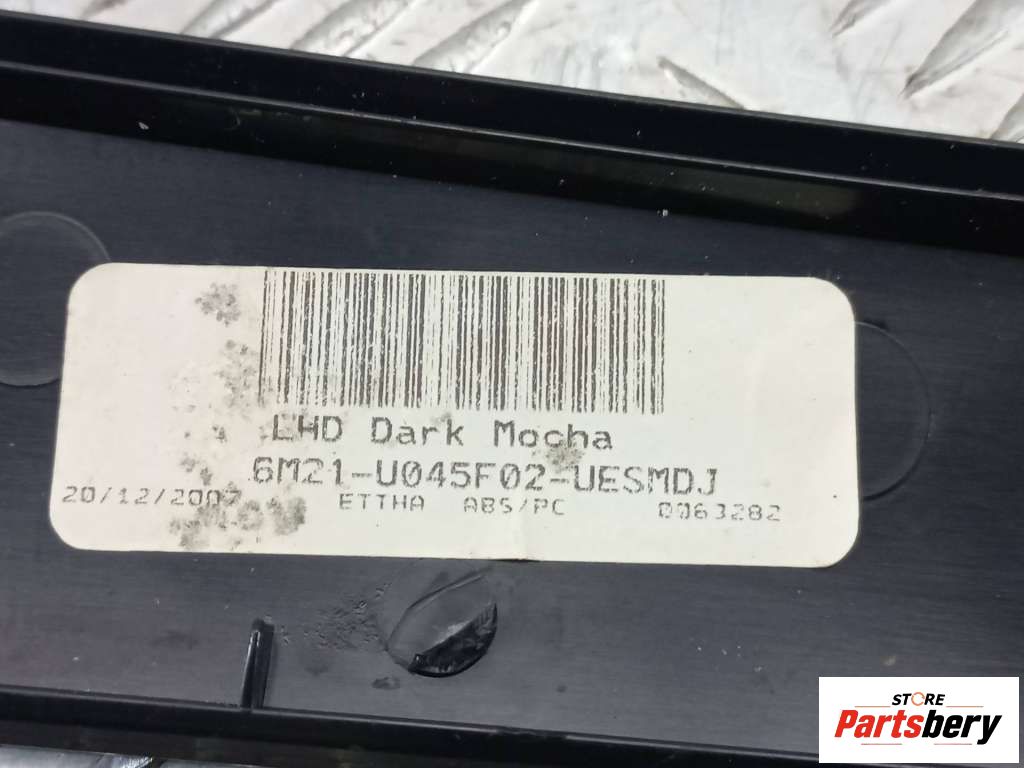 LHD Dark Mocha
6M21-U045F02-UESMDJ
20/12/2007 ETTHA ABS/PC 0063282
STORE
Partsbery